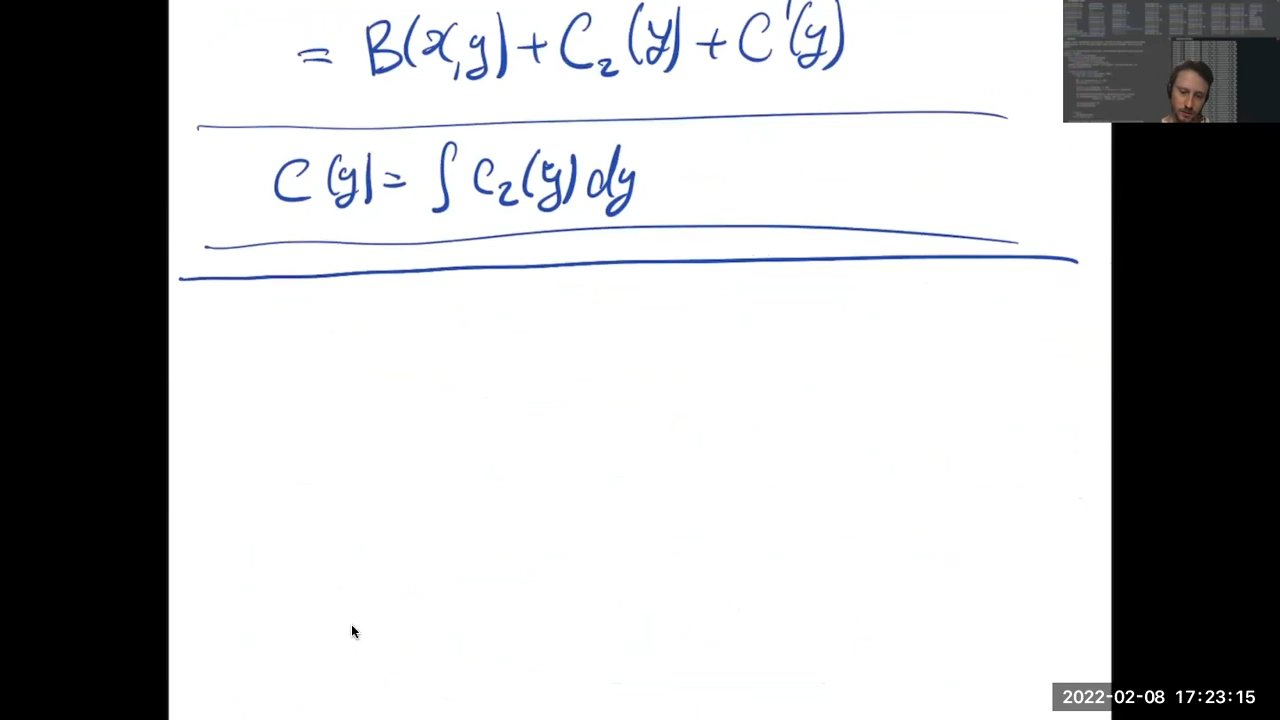 = B(x,y) + C₂(y) + C'(y)
C(y) = ∫ C₂(y) dy
2022-02-08 17:23:15